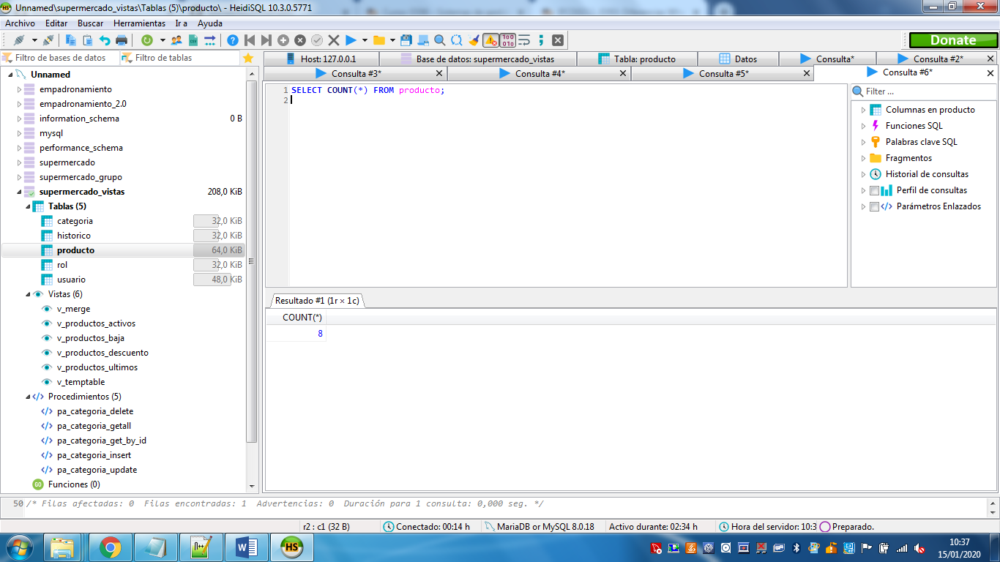 Unnamed\supermercado_vistas\Tablas (5)\producto\ - HeidiSQL 10.3.0.5771
Archivo Editar Buscar Herramientas Ir a Ayuda
Donate
Filtro de bases de datos Filtro de tablas
Host: 127.0.0.1 Base de datos: supermercado_vistas Tabla: producto Datos Consulta* Consulta #2*
Consulta #3* Consulta #4* Consulta #5* Consulta #6*
Unnamed
empadronamiento
empadronamiento_2.0
information_schema 0 B
mysql
performance_schema
supermercado
supermercado_grupo
supermercado_vistas 208,0 KiB
Tablas (5)
categoria 32,0 KiB
historico 32,0 KiB
producto 64,0 KiB
rol 32,0 KiB
usuario 48,0 KiB
Vistas (6)
v_merge
v_productos_activos
v_productos_baja
v_productos_descuento
v_productos_ultimos
v_temptable
Procedimientos (5)
pa_categoria_delete
pa_categoria_getall
pa_categoria_get_by_id
pa_categoria_insert
pa_categoria_update
Funciones (0)
1 SELECT COUNT(*) FROM producto;
2
Filter ...
Columnas en producto
Funciones SQL
Palabras clave SQL
Fragmentos
Historial de consultas
Perfil de consultas
Parámetros Enlazados
Resultado #1 (1r × 1c)
COUNT(*)
8
50 /* Filas afectadas: 0 Filas encontradas: 1 Advertencias: 0 Duración para 1 consulta: 0,000 seg. */
r2 : c1 (32 B) Conectado: 00:14 h MariaDB or MySQL 8.0.18 Activo durante: 02:34 h Hora del servidor: 10:3 Preparado.
10:37
15/01/2020